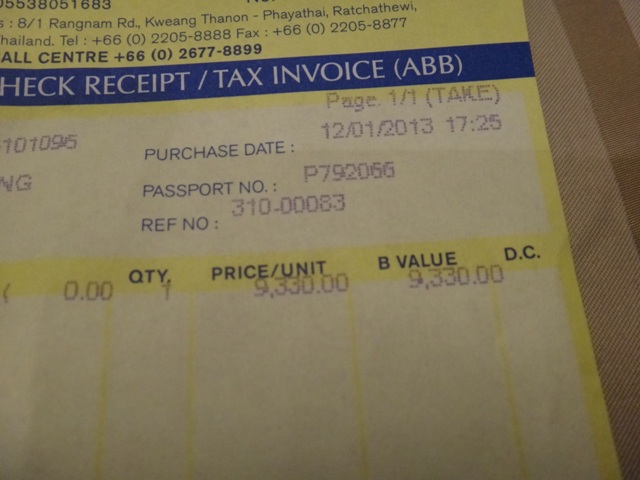 05538051683
s : 8/1 Rangnam Rd., Kweang Thanon - Phayathai, Ratchathewi,
hailand. Tel : +66 (0) 2205-8888 Fax : +66 (0) 2205-8877
ALL CENTRE +66 (0) 2677-8899
HECK RECEIPT / TAX INVOICE (ABB)
Page 1/1 (TAKE)
PURCHASE DATE : 12/01/2013 17:25
NG PASSPORT NO. : P792066
REF NO : 310-00083
QTY. PRICE/UNIT B VALUE D.C.
0.00 1 9,330.00 9,330.00